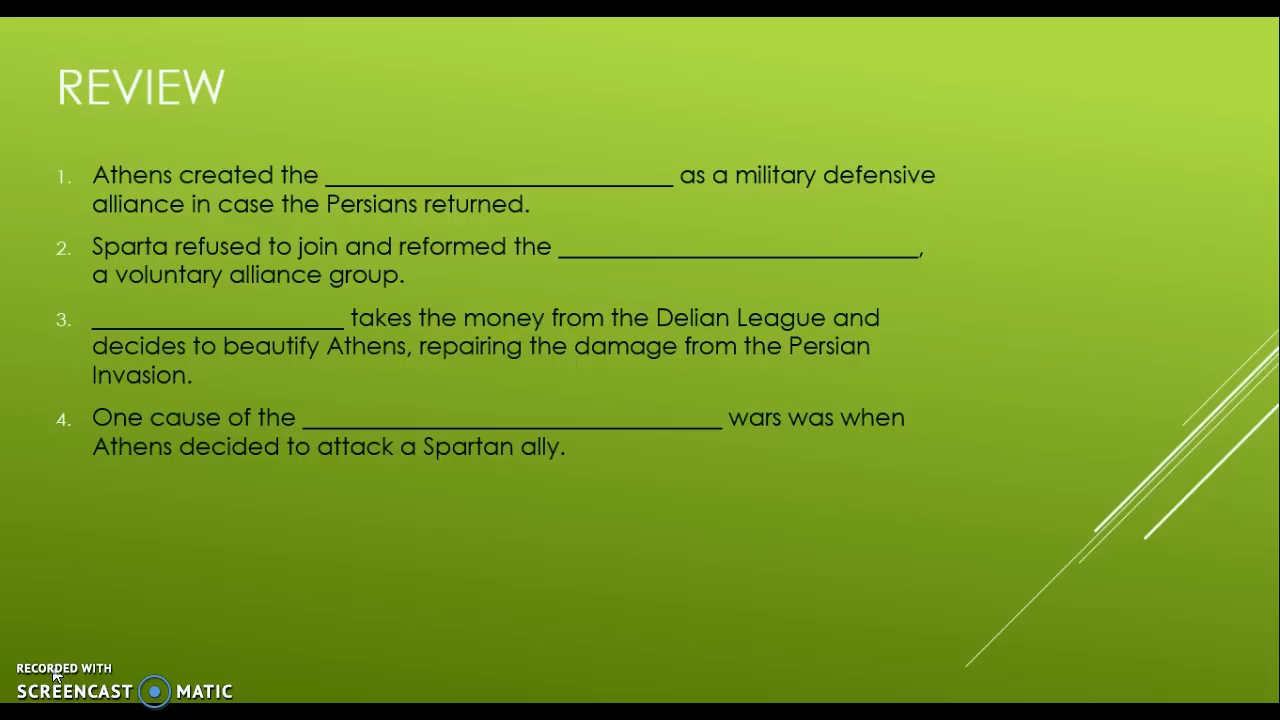 REVIEW
1. Athens created the __________________________ as a military defensive
alliance in case the Persians returned.
2. Sparta refused to join and reformed the ___________________________,
a voluntary alliance group.
3. ___________________ takes the money from the Delian League and
decides to beautify Athens, repairing the damage from the Persian
Invasion.
4. One cause of the ________________________________ wars was when
Athens decided to attack a Spartan ally.
RECORDED WITH
SCREENCAST MATIC